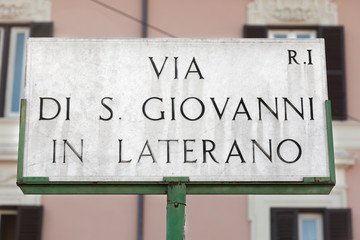 VIA R.I
DI S. GIOVANNI
IN LATERANO